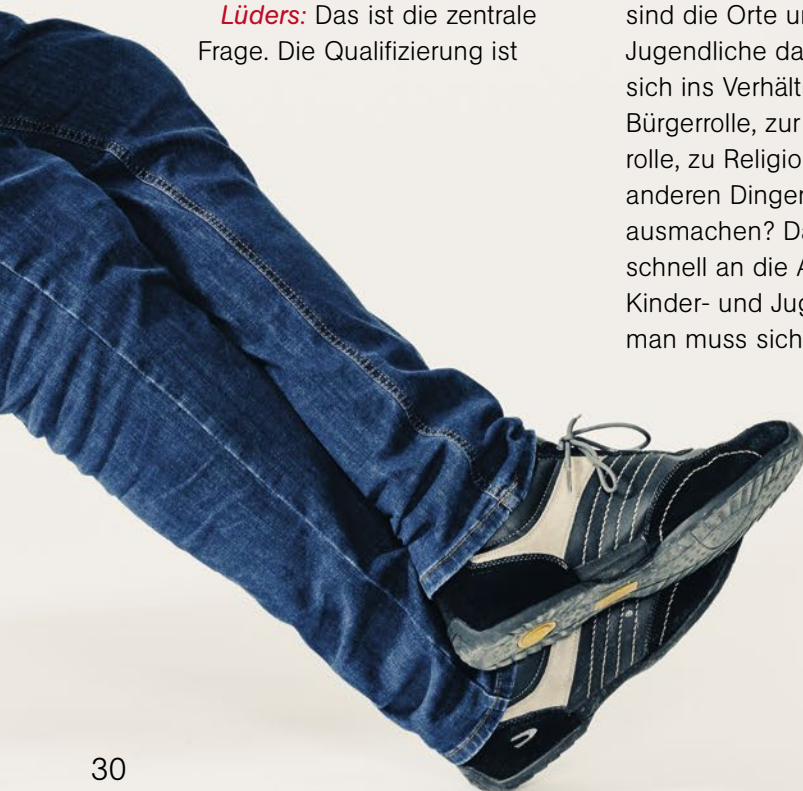 Lüders: Das ist die zentrale
Frage. Die Qualifizierung ist
sind die Orte
Jugendliche
sich ins
Bürgerrolle, zur
rolle, zu
anderen
ausmachen?
schnell an die
Kinder- und
man muss sich
30